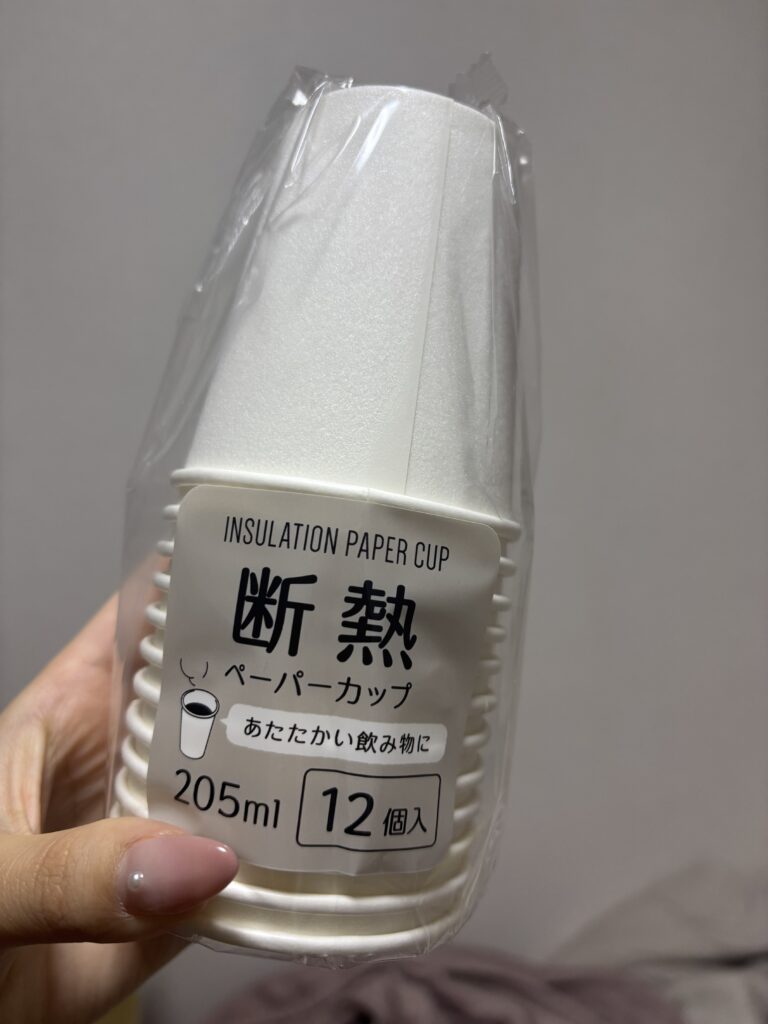 INSULATION PAPER CUP
断熱
ペーパーカップ
あたたかい飲み物に
205ml 12個入